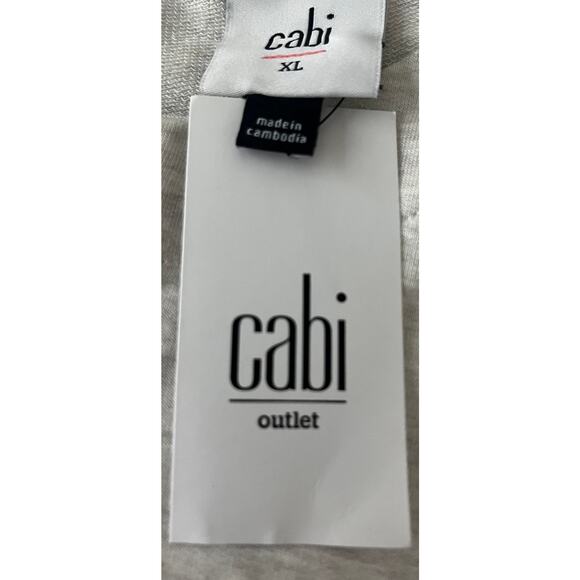 cabi
XL
made in
cambodia
cabi
outlet